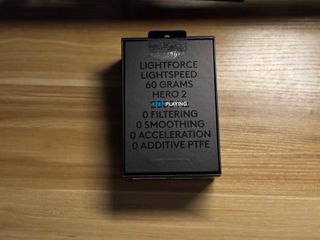 LIGHTFORCE
LIGHTSPEED
60 GRAMS
HERO 2
PLAYING.
0 FILTERING
0 SMOOTHING
0 ACCELERATION
0 ADDITIVE PTFE